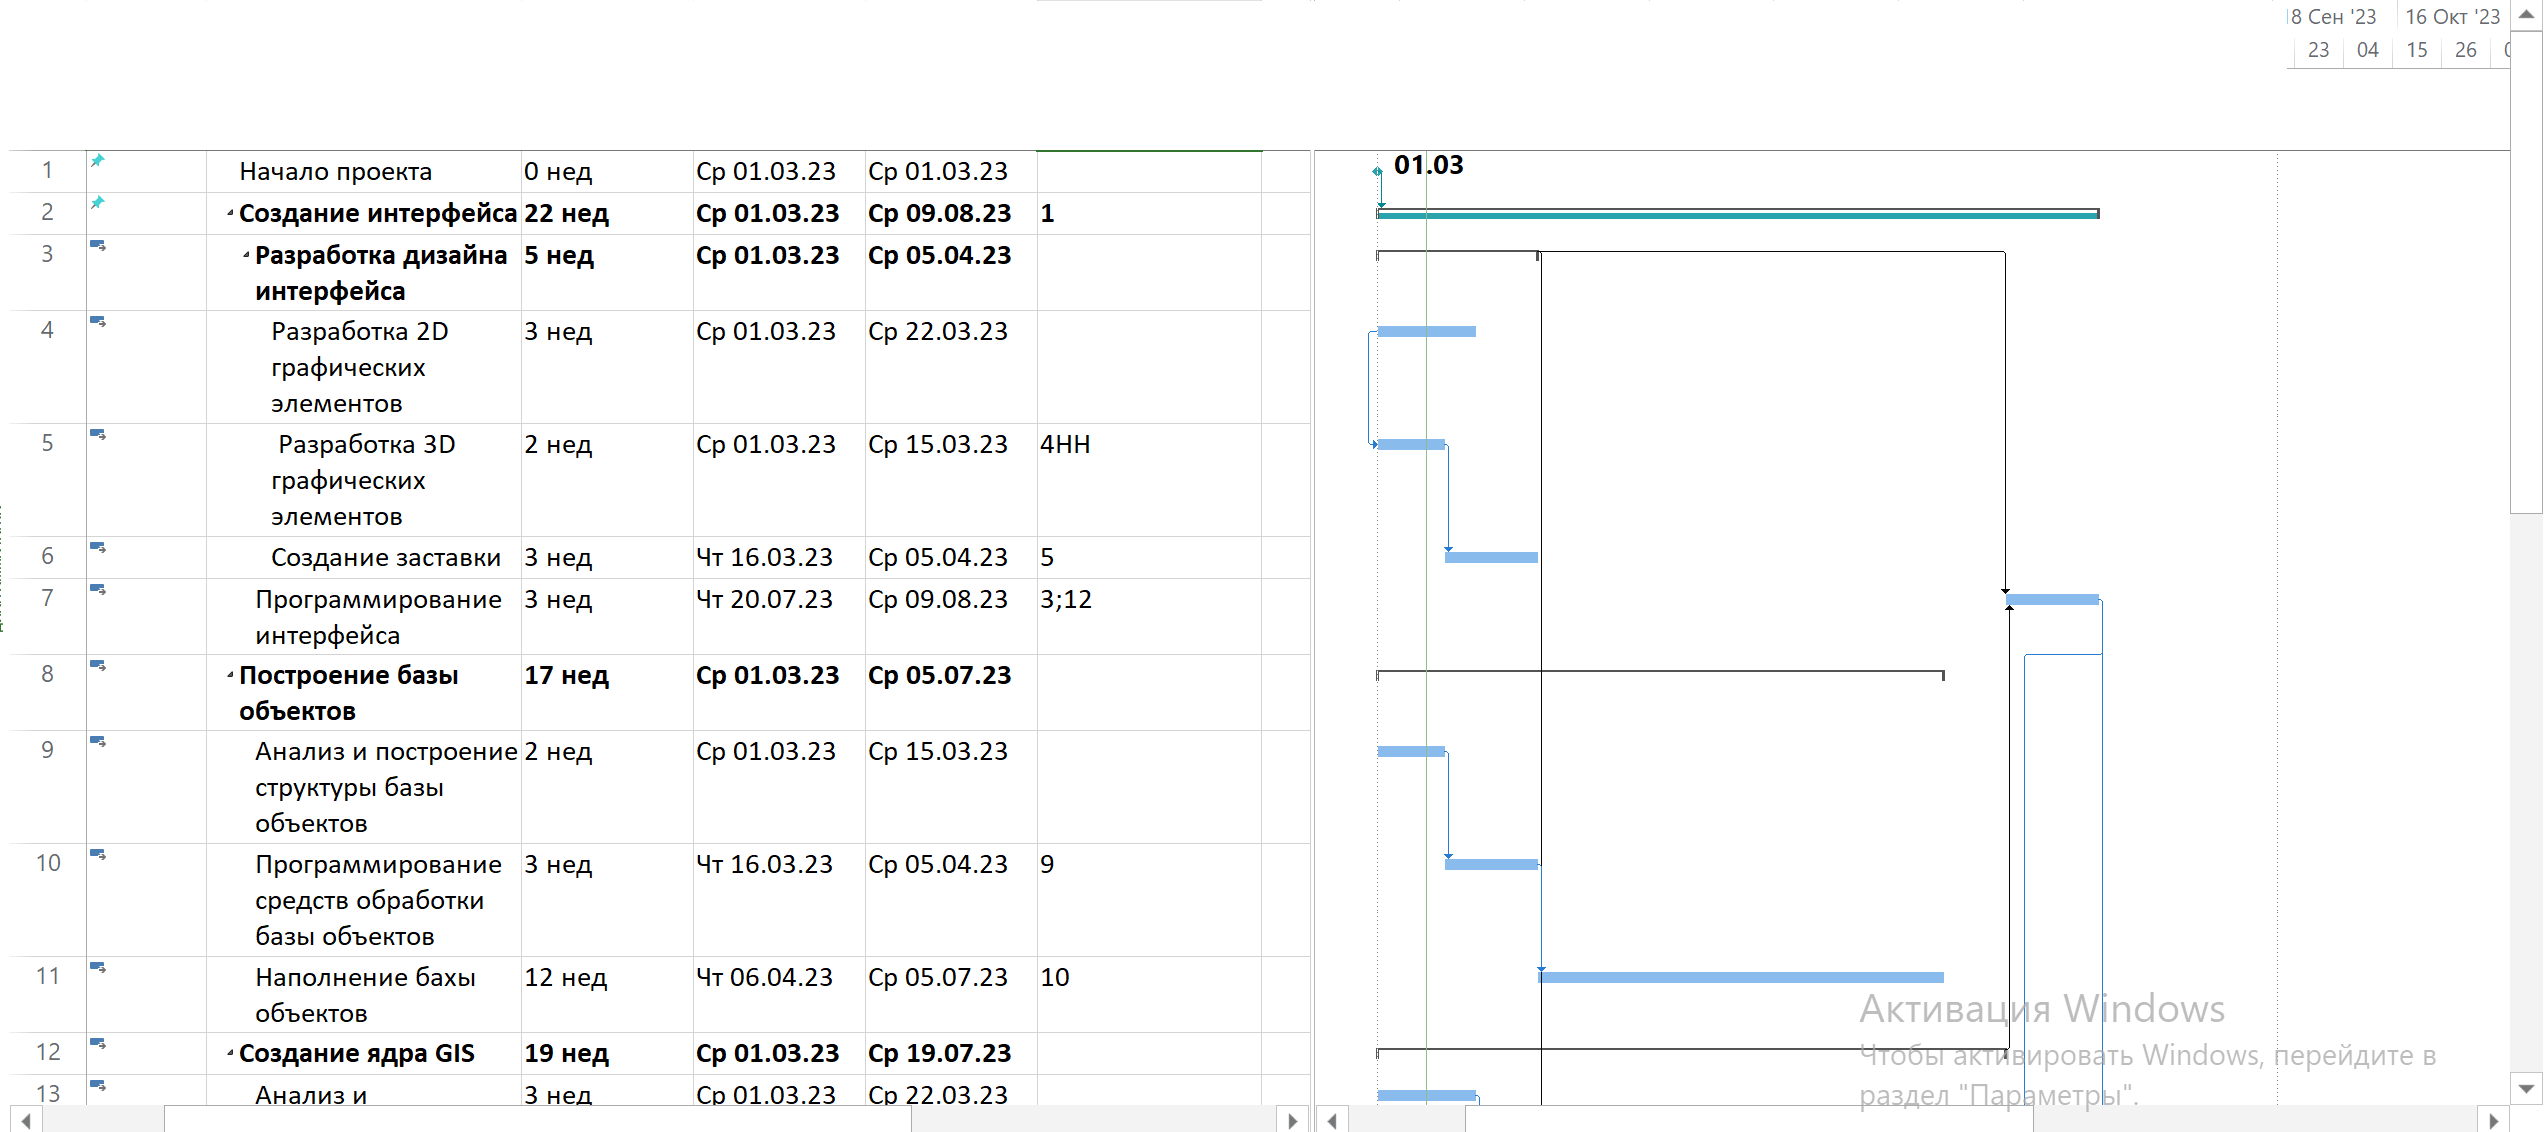 8 Сен '23 16 Окт '23
23 04 15 26
1 Начало проекта 0 нед Ср 01.03.23 Ср 01.03.23 01.03
2 Создание интерфейса 22 нед Ср 01.03.23 Ср 09.08.23 1
3 Разработка дизайна 5 нед Ср 01.03.23 Ср 05.04.23
интерфейса
4 Разработка 2D 3 нед Ср 01.03.23 Ср 22.03.23
графических
элементов
5 Разработка 3D 2 нед Ср 01.03.23 Ср 15.03.23 4НН
графических
элементов
6 Создание заставки 3 нед Чт 16.03.23 Ср 05.04.23 5
7 Программирование 3 нед Чт 20.07.23 Ср 09.08.23 3;12
интерфейса
8 Построение базы 17 нед Ср 01.03.23 Ср 05.07.23
объектов
9 Анализ и построение 2 нед Ср 01.03.23 Ср 15.03.23
структуры базы
объектов
10 Программирование 3 нед Чт 16.03.23 Ср 05.04.23 9
средств обработки
базы объектов
11 Наполнение бахы 12 нед Чт 06.04.23 Ср 05.07.23 10
объектов
12 Создание ядра GIS 19 нед Ср 01.03.23 Ср 19.07.23
13 Анализ и 3 нед Ср 01.03.23 Ср 22.03.23
Активация Windows
Чтобы активировать Windows, перейдите в
раздел "Параметры".